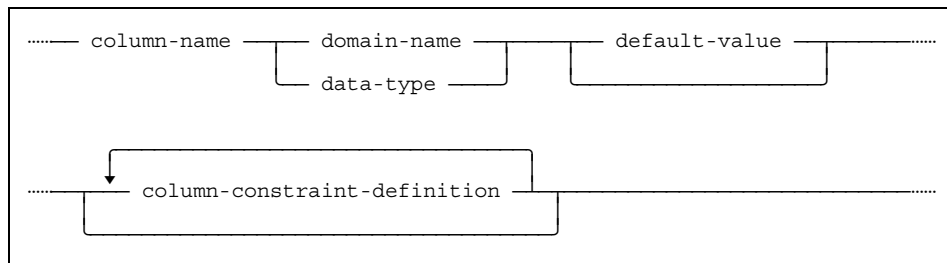 column-name domain-name default-value
data-type
column-constraint-definition